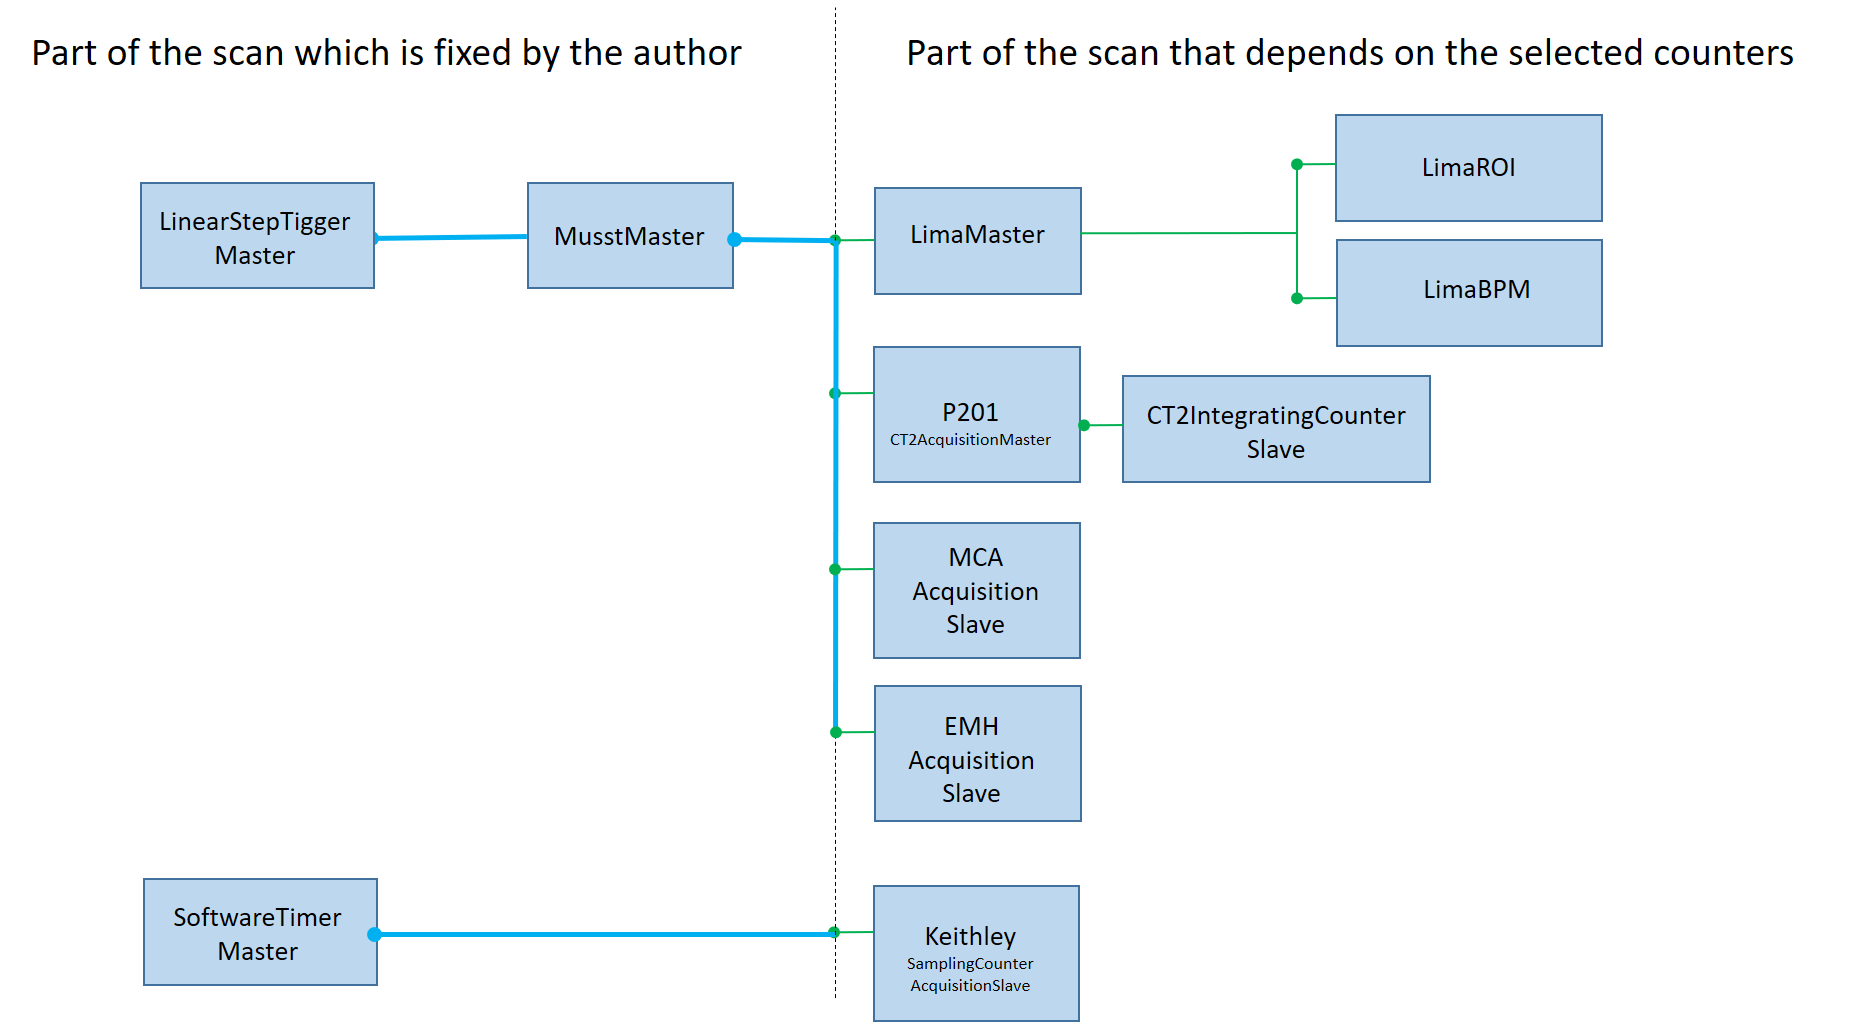 Part of the scan which is fixed by the author
Part of the scan that depends on the selected counters
LinearStepTigger
Master
MusstMaster
LimaMaster
LimaROI
LimaBPM
P201
CT2AcquisitionMaster
CT2IntegratingCounter
Slave
MCA
Acquisition
Slave
EMH
Acquisition
Slave
SoftwareTimer
Master
Keithley
SamplingCounter
AcquisitionSlave